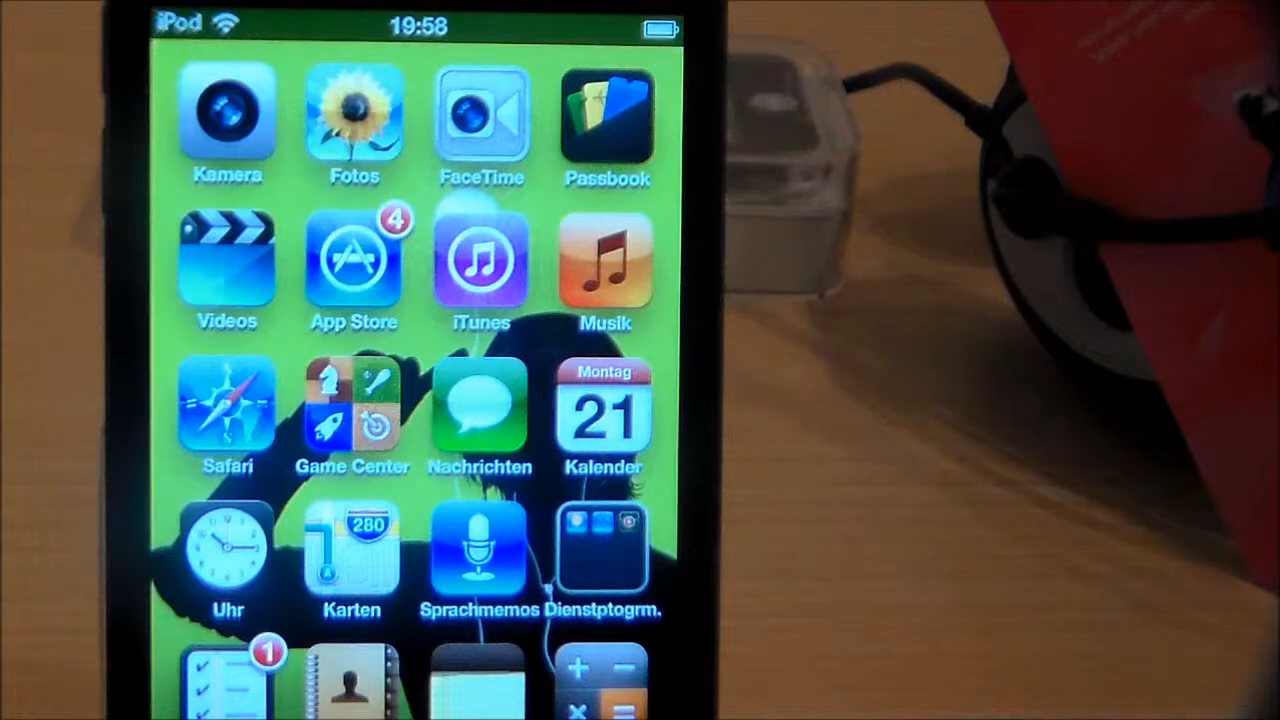 iPod 19:58
Kamera Fotos FaceTime Passbook
4
Videos App Store iTunes Musik
Montag
21
Safari Game Center Nachrichten Kalender
280
Uhr Karten Sprachmemos Dienstptogrm.
1